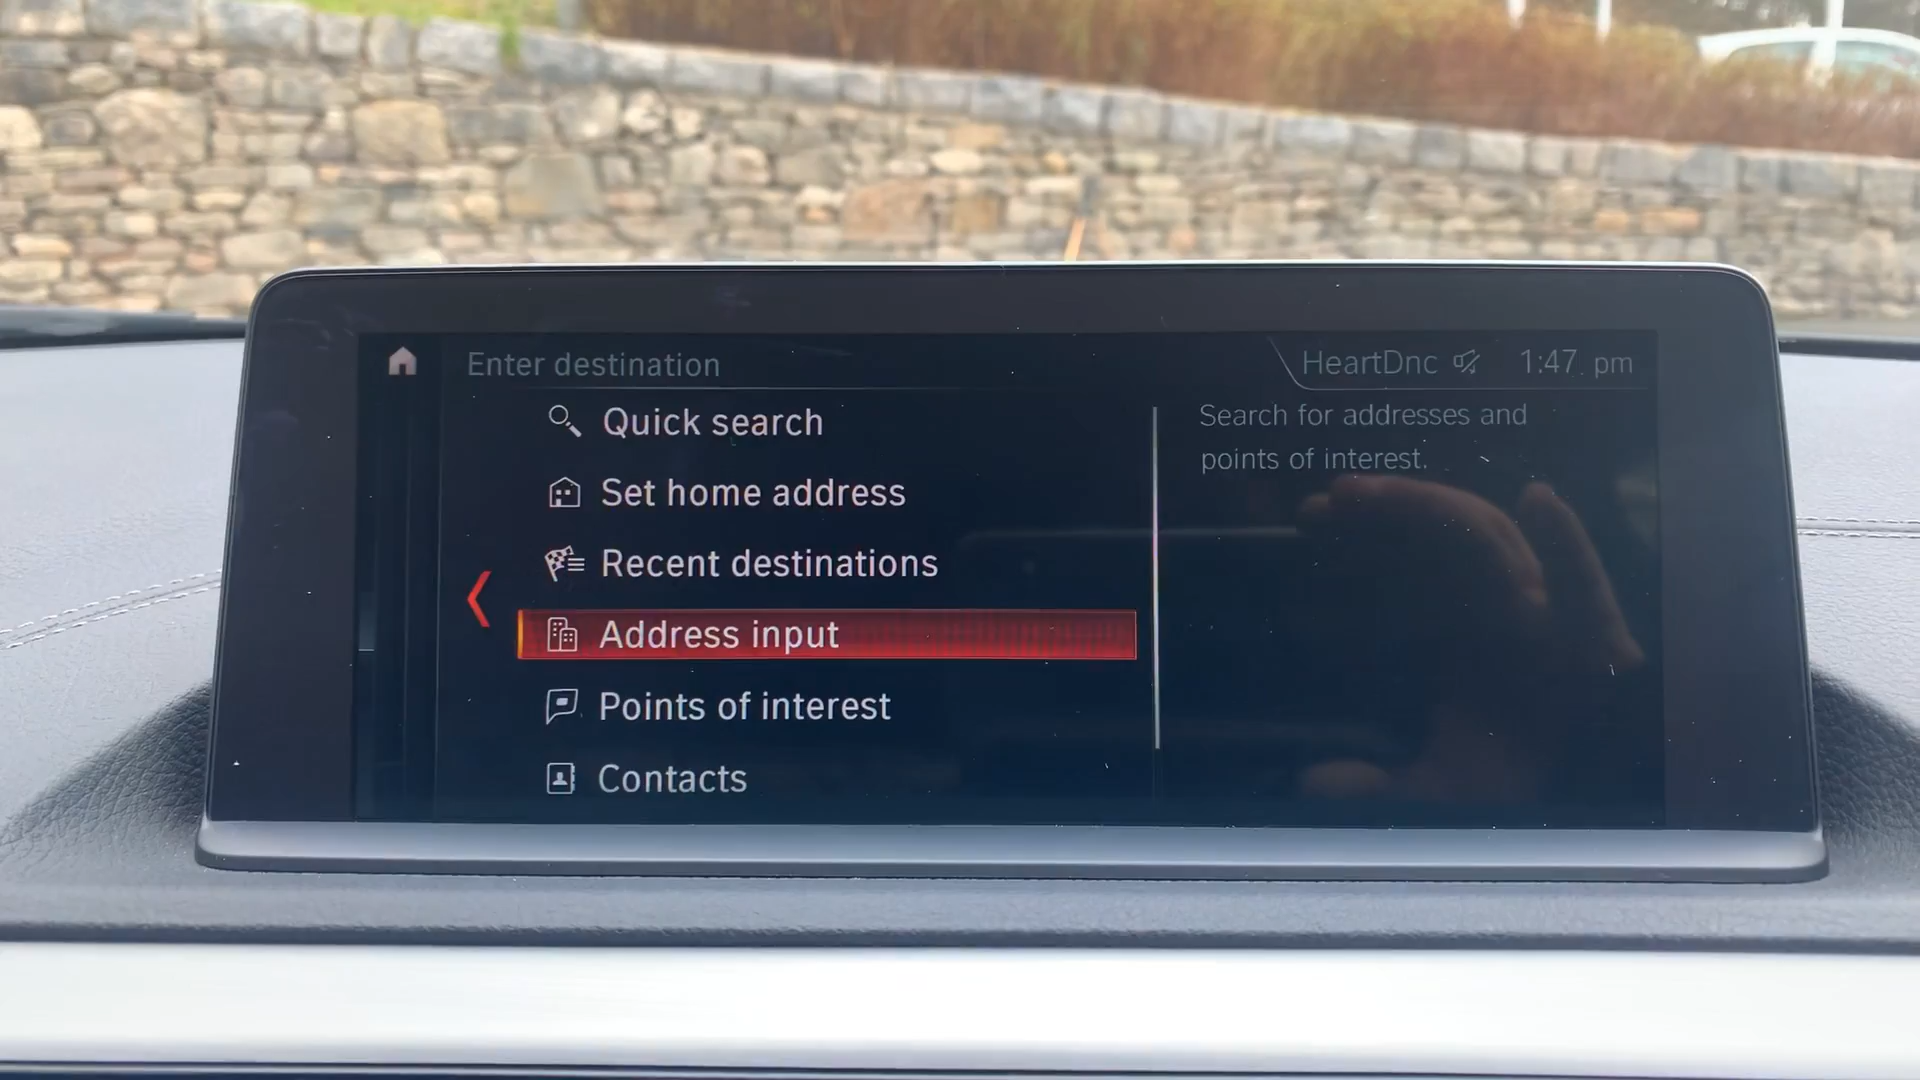 Enter destination
HeartDnc 1:47 pm
Quick search
Set home address
Recent destinations
Address input
Points of interest
Contacts
Search for addresses and
points of interest.